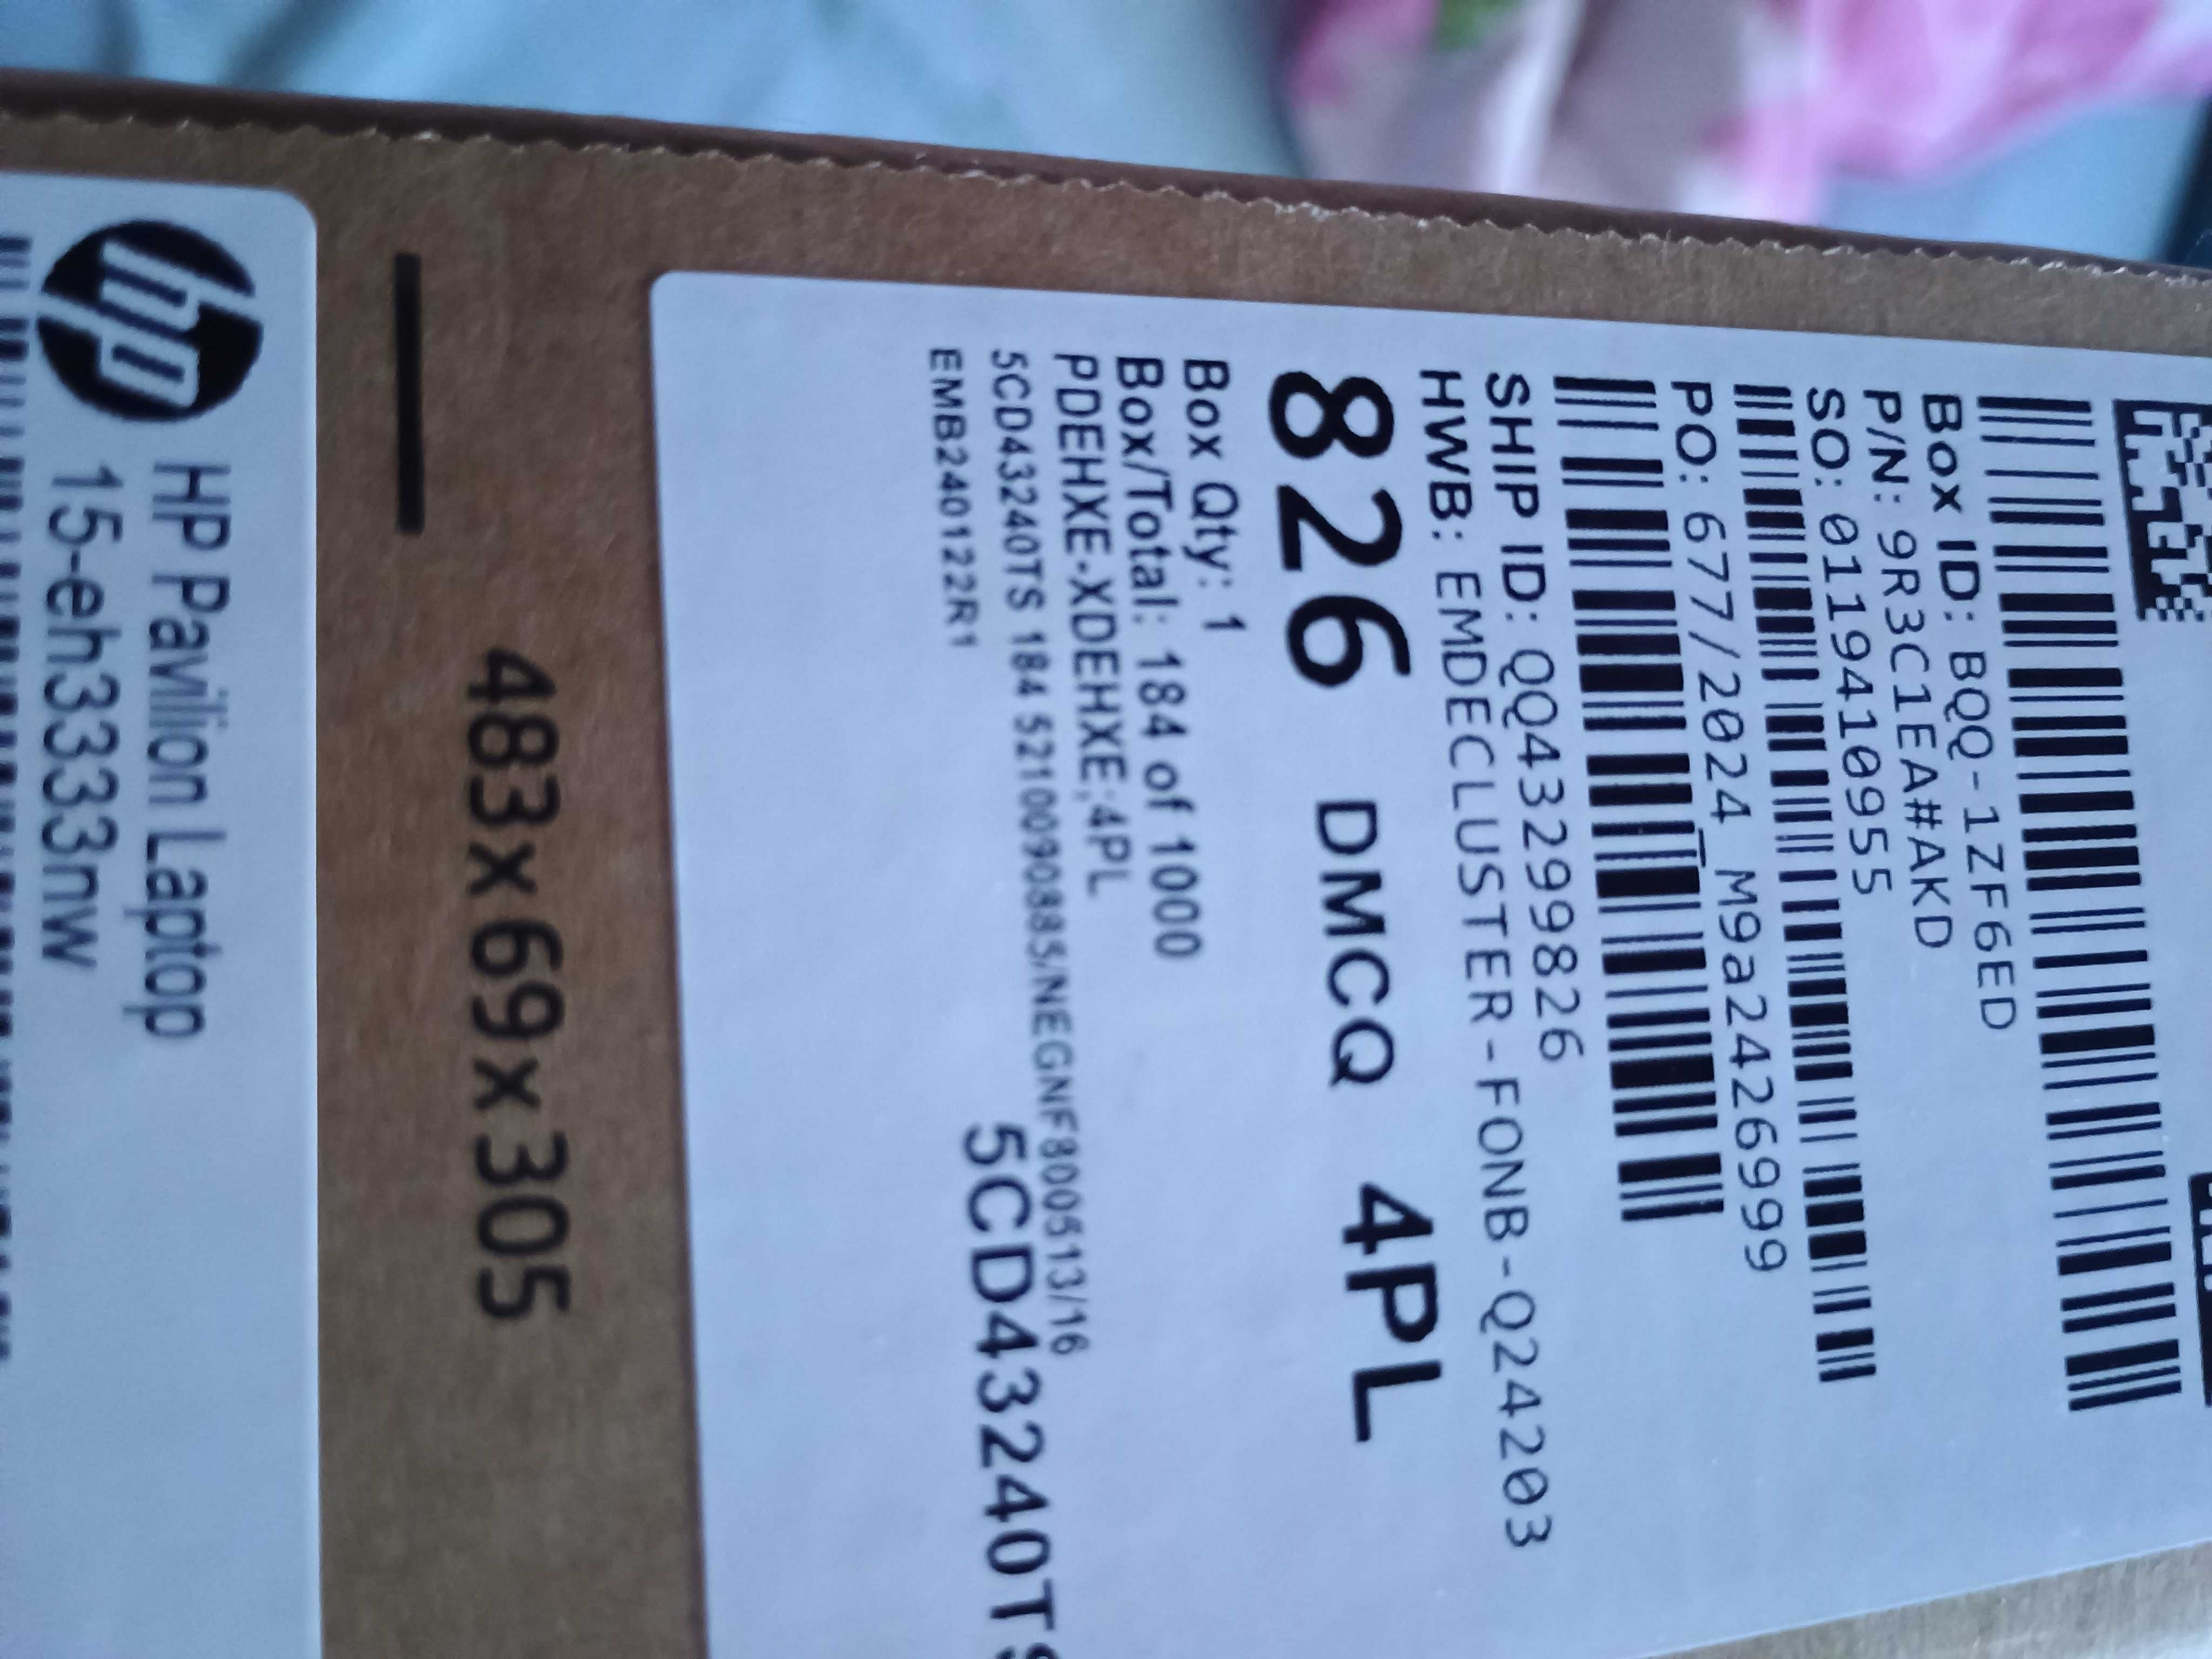 Box ID: BQQ-1ZF6ED
P/N: 9R3C1EA#AKD
SO: 0119410955
PO: 677/2024_M9a24269999
SHIP ID: QQ43299826
HWB: EMDECLUSTER-FONB-Q24203
826 DMCQ 4PL
Box Qty: 1
Box/Total: 184 of 1000
PDEHXE-XDEHXE;4PL
5CD43240TS 184 5210090885/NEGNF800513/16
EMB240122R1
5CD43240TS
483x69x305
hp
HP Pavilion Laptop
15-eh3333nw